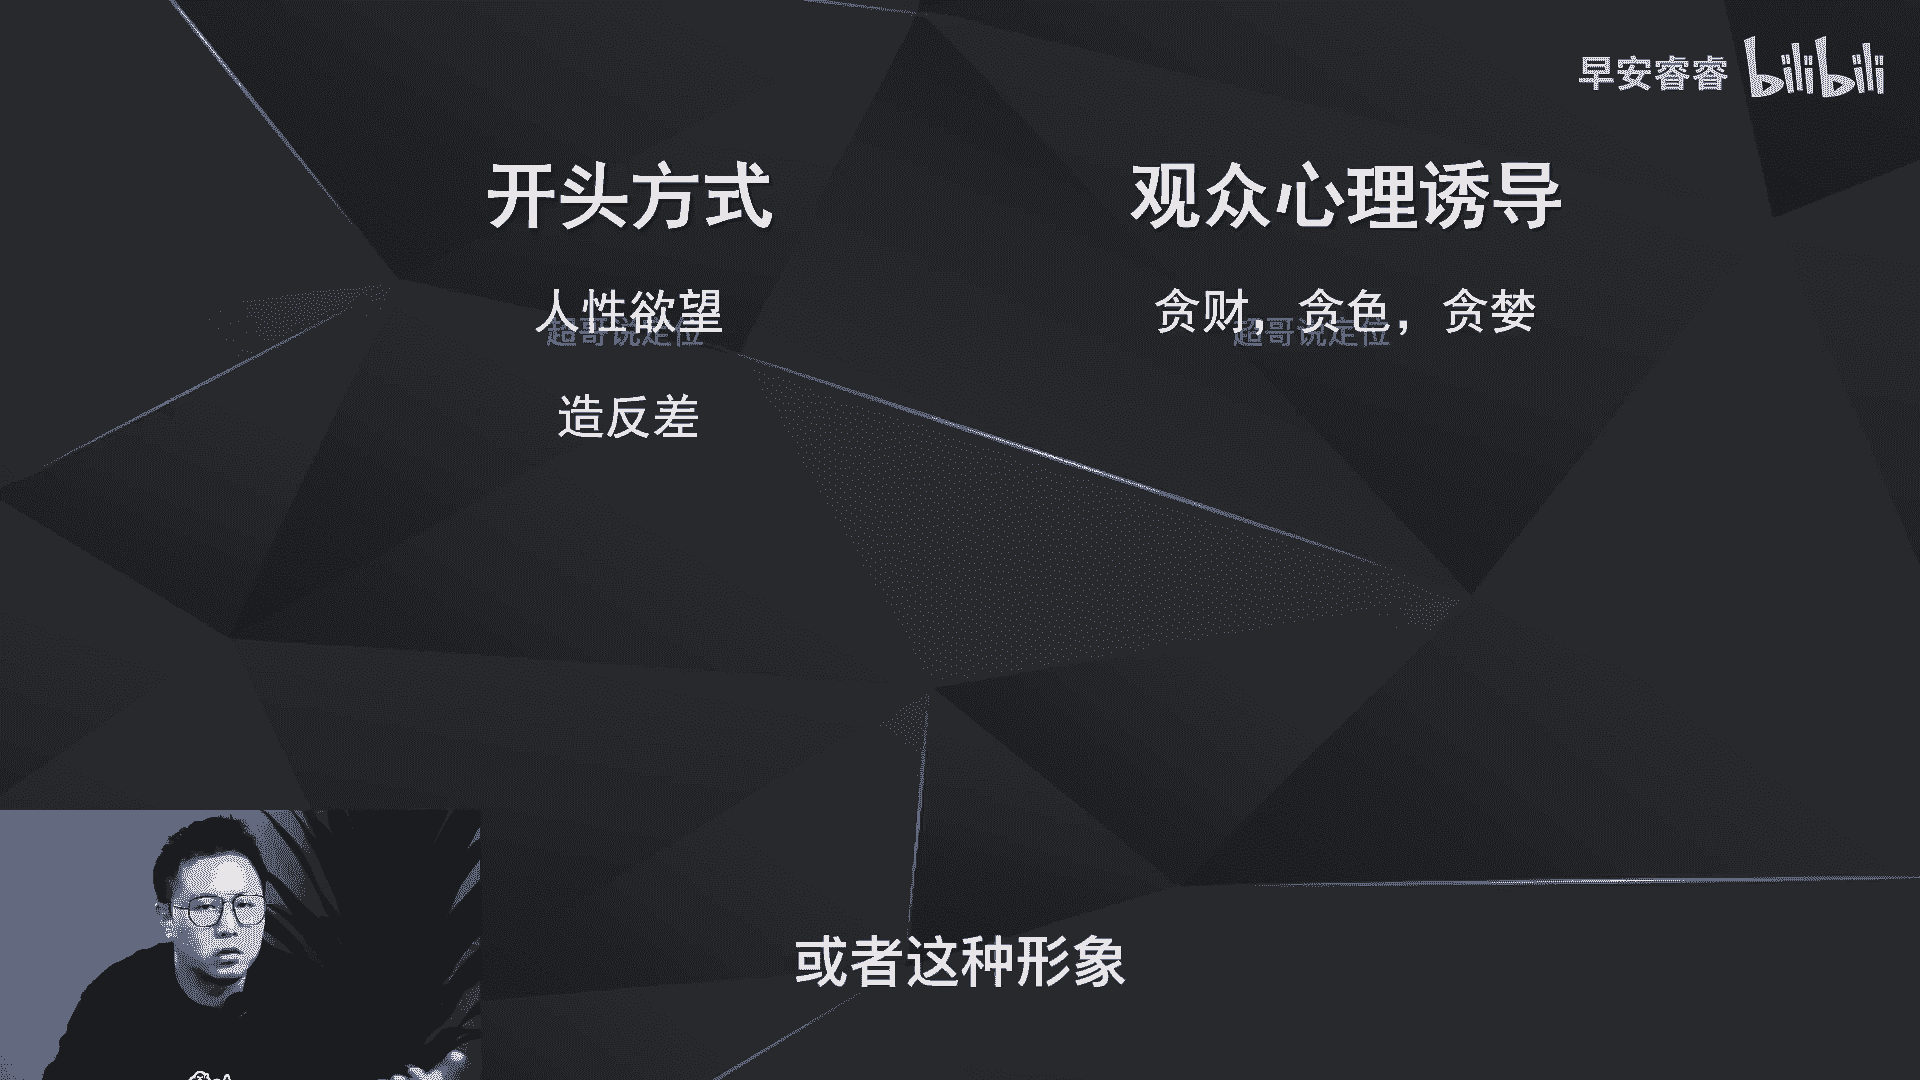 早安睿睿 bilibili
开头方式
观众心理诱导
人性欲望
贪财，贪色，贪婪
超哥说定位
超哥说定位
造反差
或者这种形象